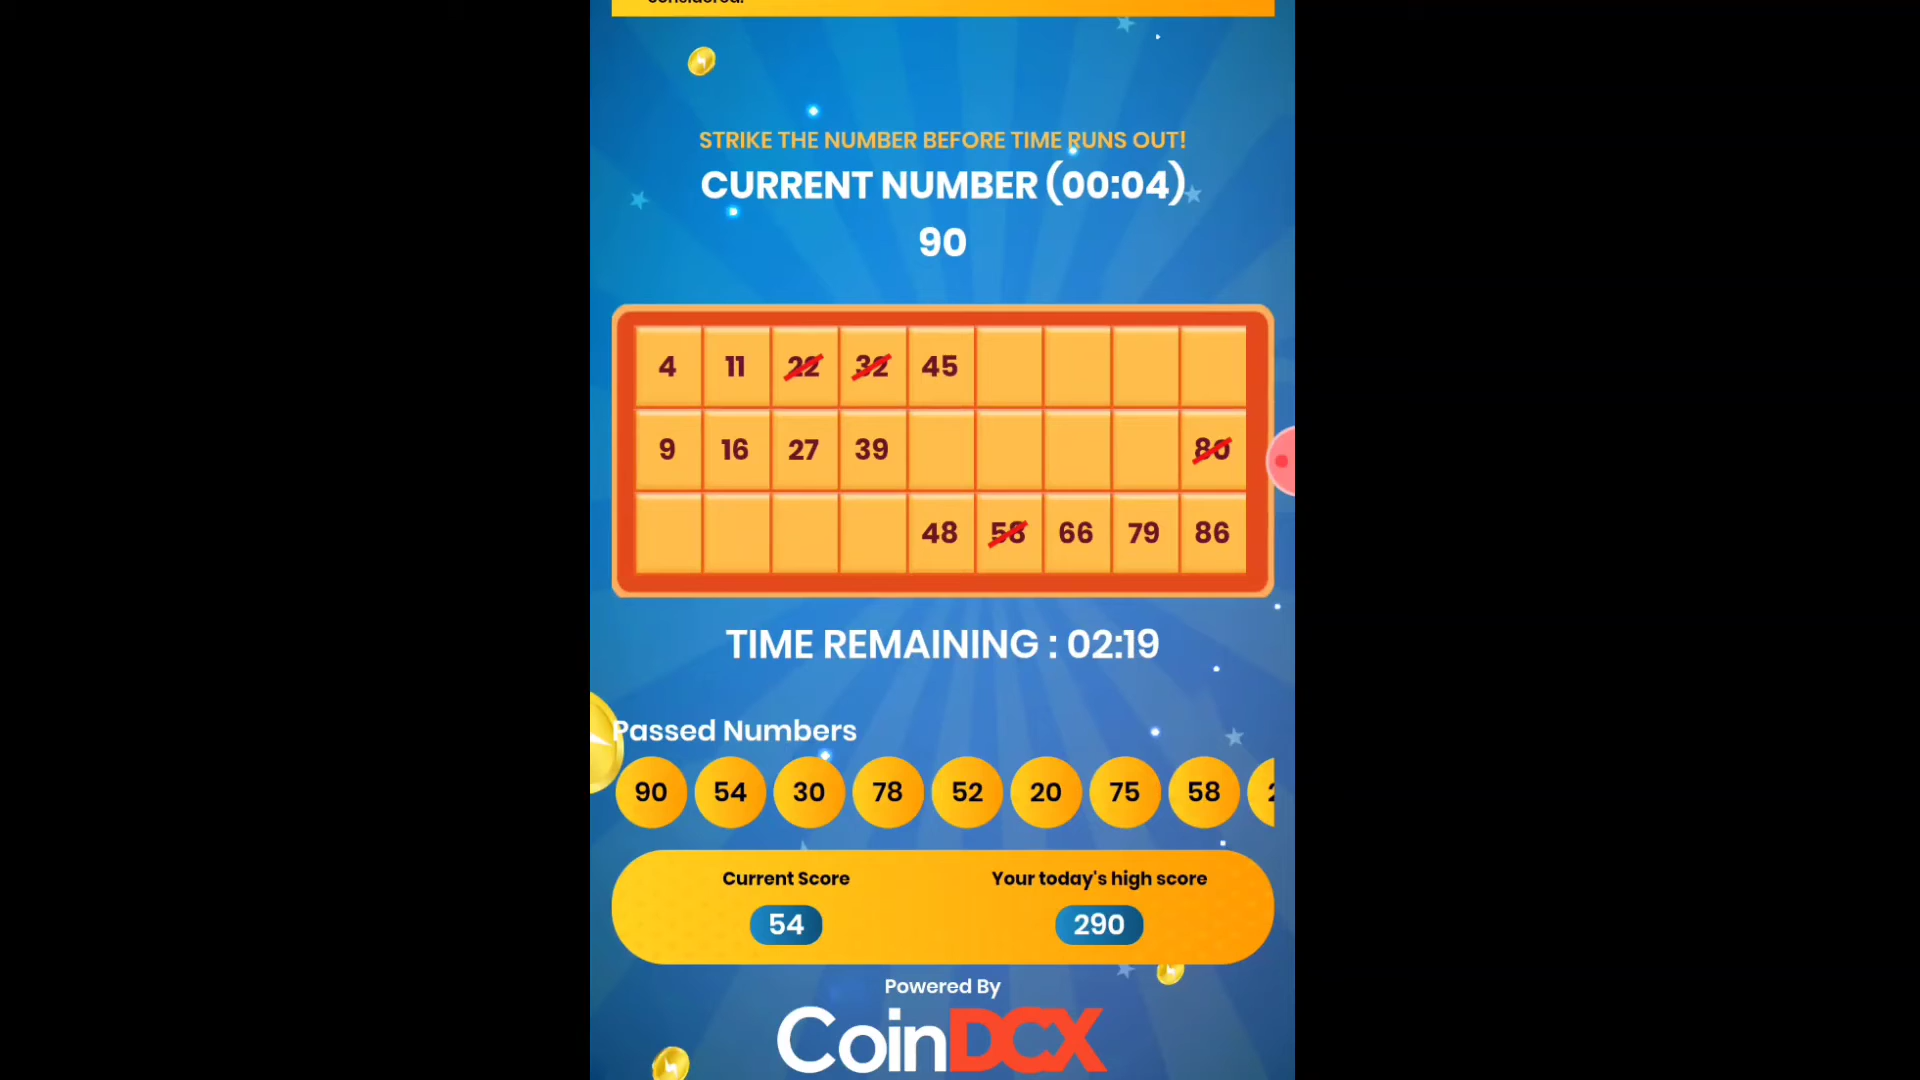 considered.
STRIKE THE NUMBER BEFORE TIME RUNS OUT!
CURRENT NUMBER (00:04)
90
4 11 22 32 45
9 16 27 39 80
48 58 66 79 86
TIME REMAINING : 02:19
Passed Numbers
90 54 30 78 52 20 75 58
Current Score Your today's high score
54 290
Powered By
CoinDCX